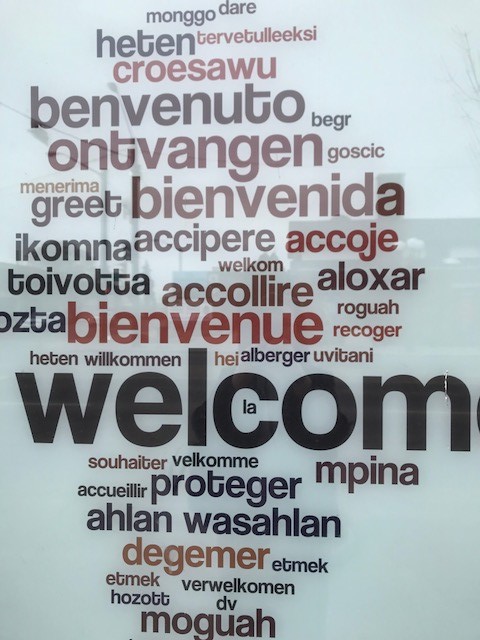 monggo dare
heten tervetulleeksi
croesawu
benvenuto begr
ontvangen goscic
menerima
greet bienvenida
ikomna accipere accoje
welkom
toivotta accollire aloxar
roguah
ozta bienvenue recoger
heten willkommen hei alberger uvitani
welcom
la
souhaiter velkomme
mpina
accueillir proteger
ahlan wasahlan
degemer etmek
etmek verwelkomen
hozott dv
moguah